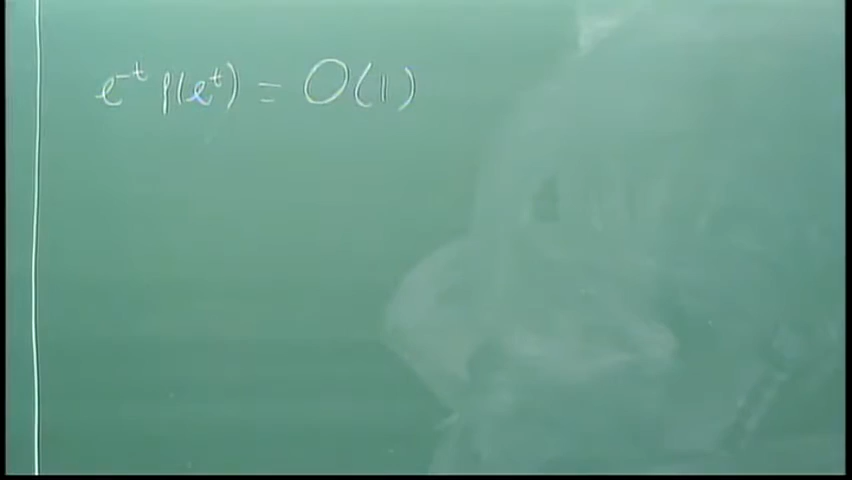 e^{-t} f(e^t) = O(1)